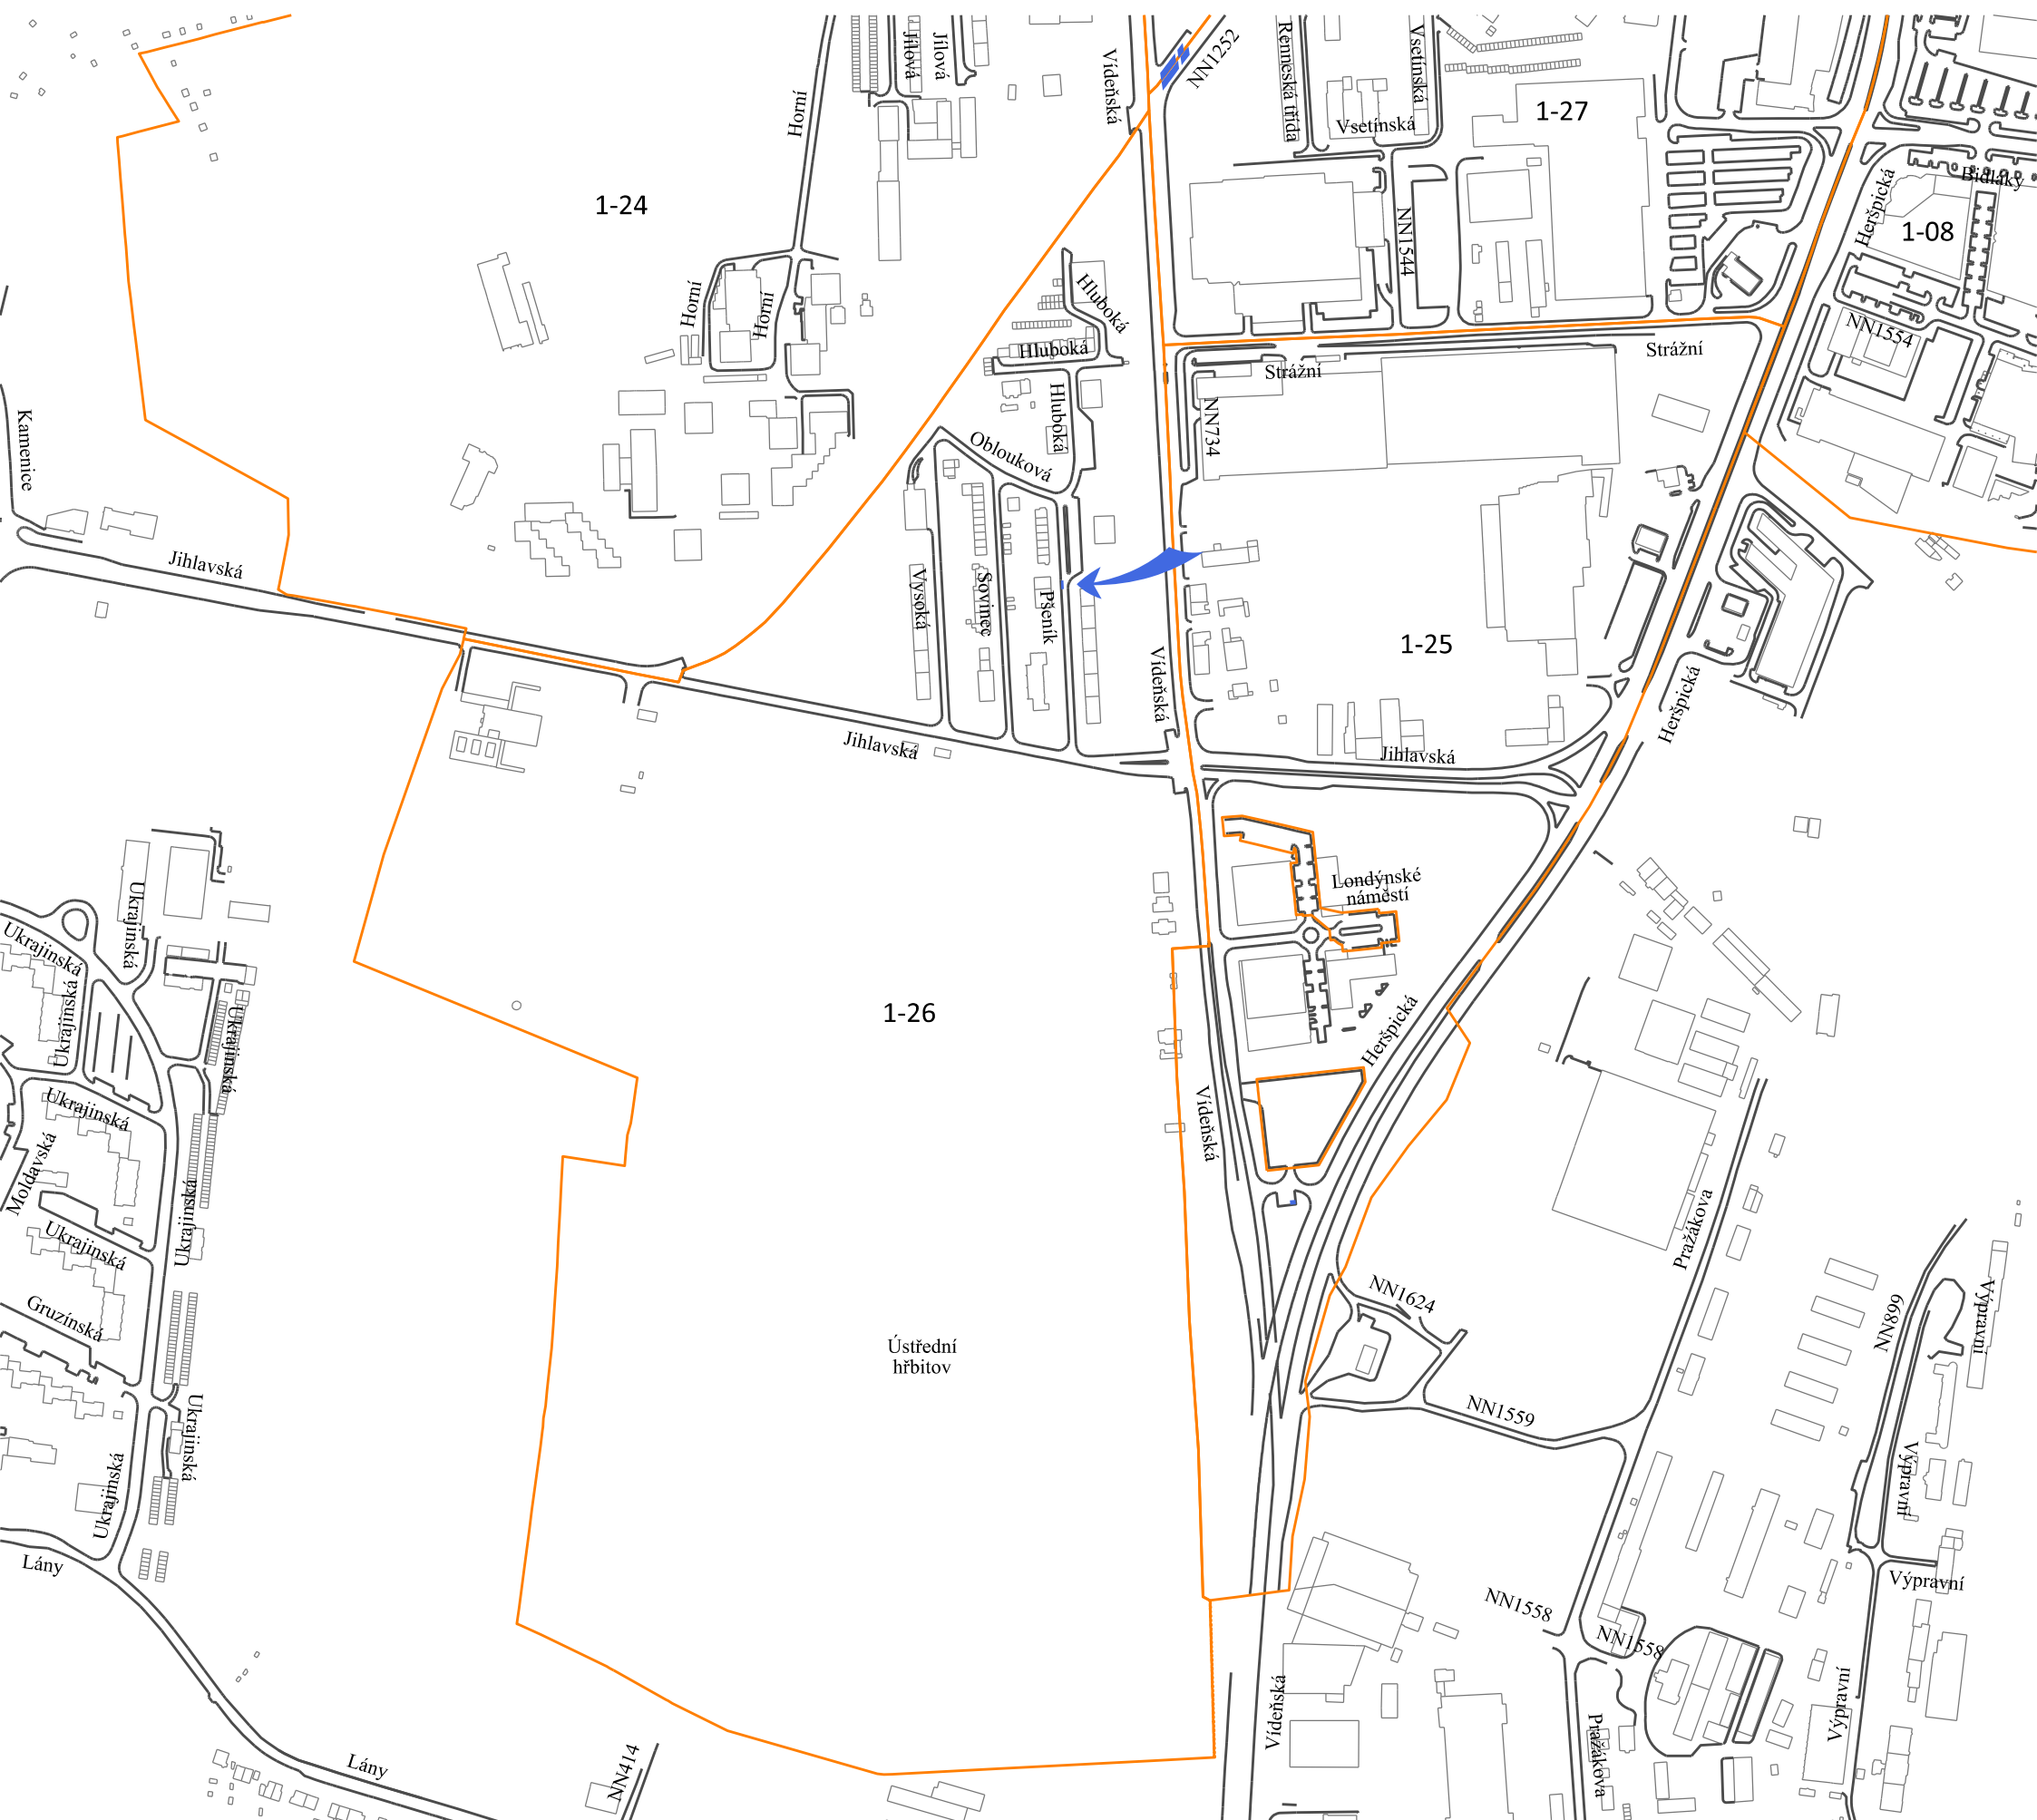 Jílová
Jílová
Vídeňská
NN1252
Renneská třída
Vsetínská
Horní
1-27
Vsetínská
Bidláky
1-24
Heršpická
1-08
NN1544
Horní
Horní
Hluboká
NN1554
Hluboká
Strážní
Strážní
Hluboká
NN734
Kamenice
Oblouková
Jihlavská
Vysoká
Sovinec
Pšeník
1-25
Vídeňská
Heršpická
Jihlavská
Jihlavská
Londýnské
náměstí
Ukrajinská
Ukrajinská
Ukrajinská
1-26
Heršpická
Ukrajinská
Ukrajinská
Vídeňská
Moldavská
Ukrajinská
Ukrajinská
Pražákova
NN1624
NN899
Výpravní
Gruzínská
Ústřední
hřbitov
NN1559
Ukrajinská
Ukrajinská
Výpravní
Lány
Výpravní
NN1558
NN1558
Vídeňská
Výpravní
Pražákova
Lány
NN414